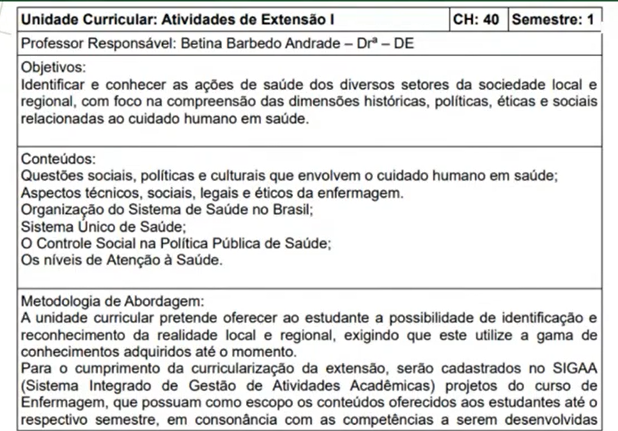 Unidade Curricular: Atividades de Extensão I CH: 40 Semestre: 1
Professor Responsável: Betina Barbedo Andrade – Drª – DE
Objetivos:
Identificar e conhecer as ações de saúde dos diversos setores da sociedade local e
regional, com foco na compreensão das dimensões históricas, políticas, éticas e sociais
relacionadas ao cuidado humano em saúde.
Conteúdos:
Questões sociais, políticas e culturais que envolvem o cuidado humano em saúde;
Aspectos técnicos, sociais, legais e éticos da enfermagem.
Organização do Sistema de Saúde no Brasil;
Sistema Único de Saúde;
O Controle Social na Política Pública de Saúde;
Os níveis de Atenção à Saúde.
Metodologia de Abordagem:
A unidade curricular pretende oferecer ao estudante a possibilidade de identificação e
reconhecimento da realidade local e regional, exigindo que este utilize a gama de
conhecimentos adquiridos até o momento.
Para o cumprimento da curricularização da extensão, serão cadastrados no SIGAA
(Sistema Integrado de Gestão de Atividades Acadêmicas) projetos do curso de
Enfermagem, que possuam como escopo os conteúdos oferecidos aos estudantes até o
respectivo semestre, em consonância com as competências a serem desenvolvidas